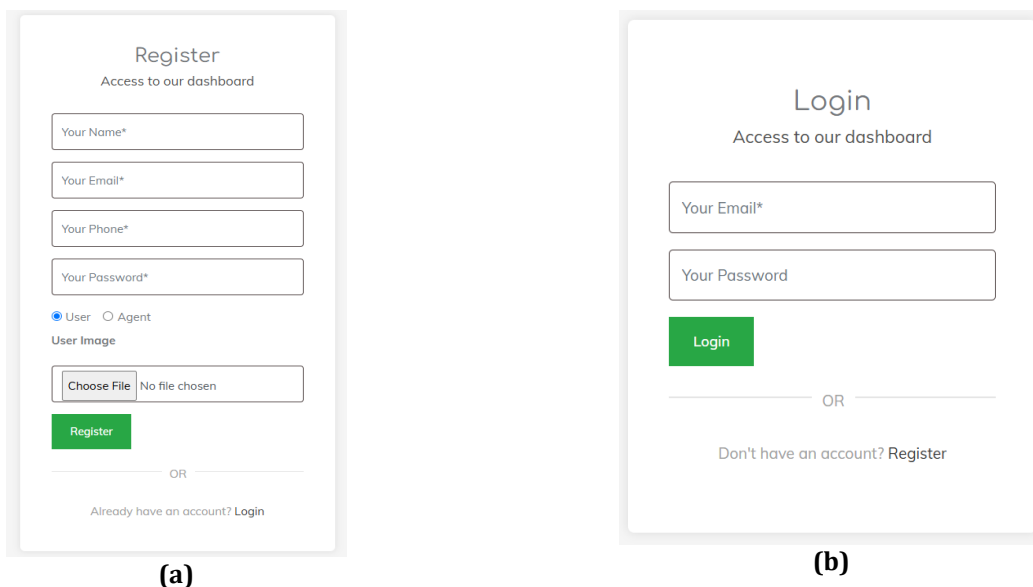 Register
Access to our dashboard
Your Name*
Your Email*
Your Phone*
Your Password*
User Agent
User Image
Choose File No file chosen
Register
OR
Already have an account? Login
(a)
Login
Access to our dashboard
Your Email*
Your Password
Login
OR
Don't have an account? Register
(b)